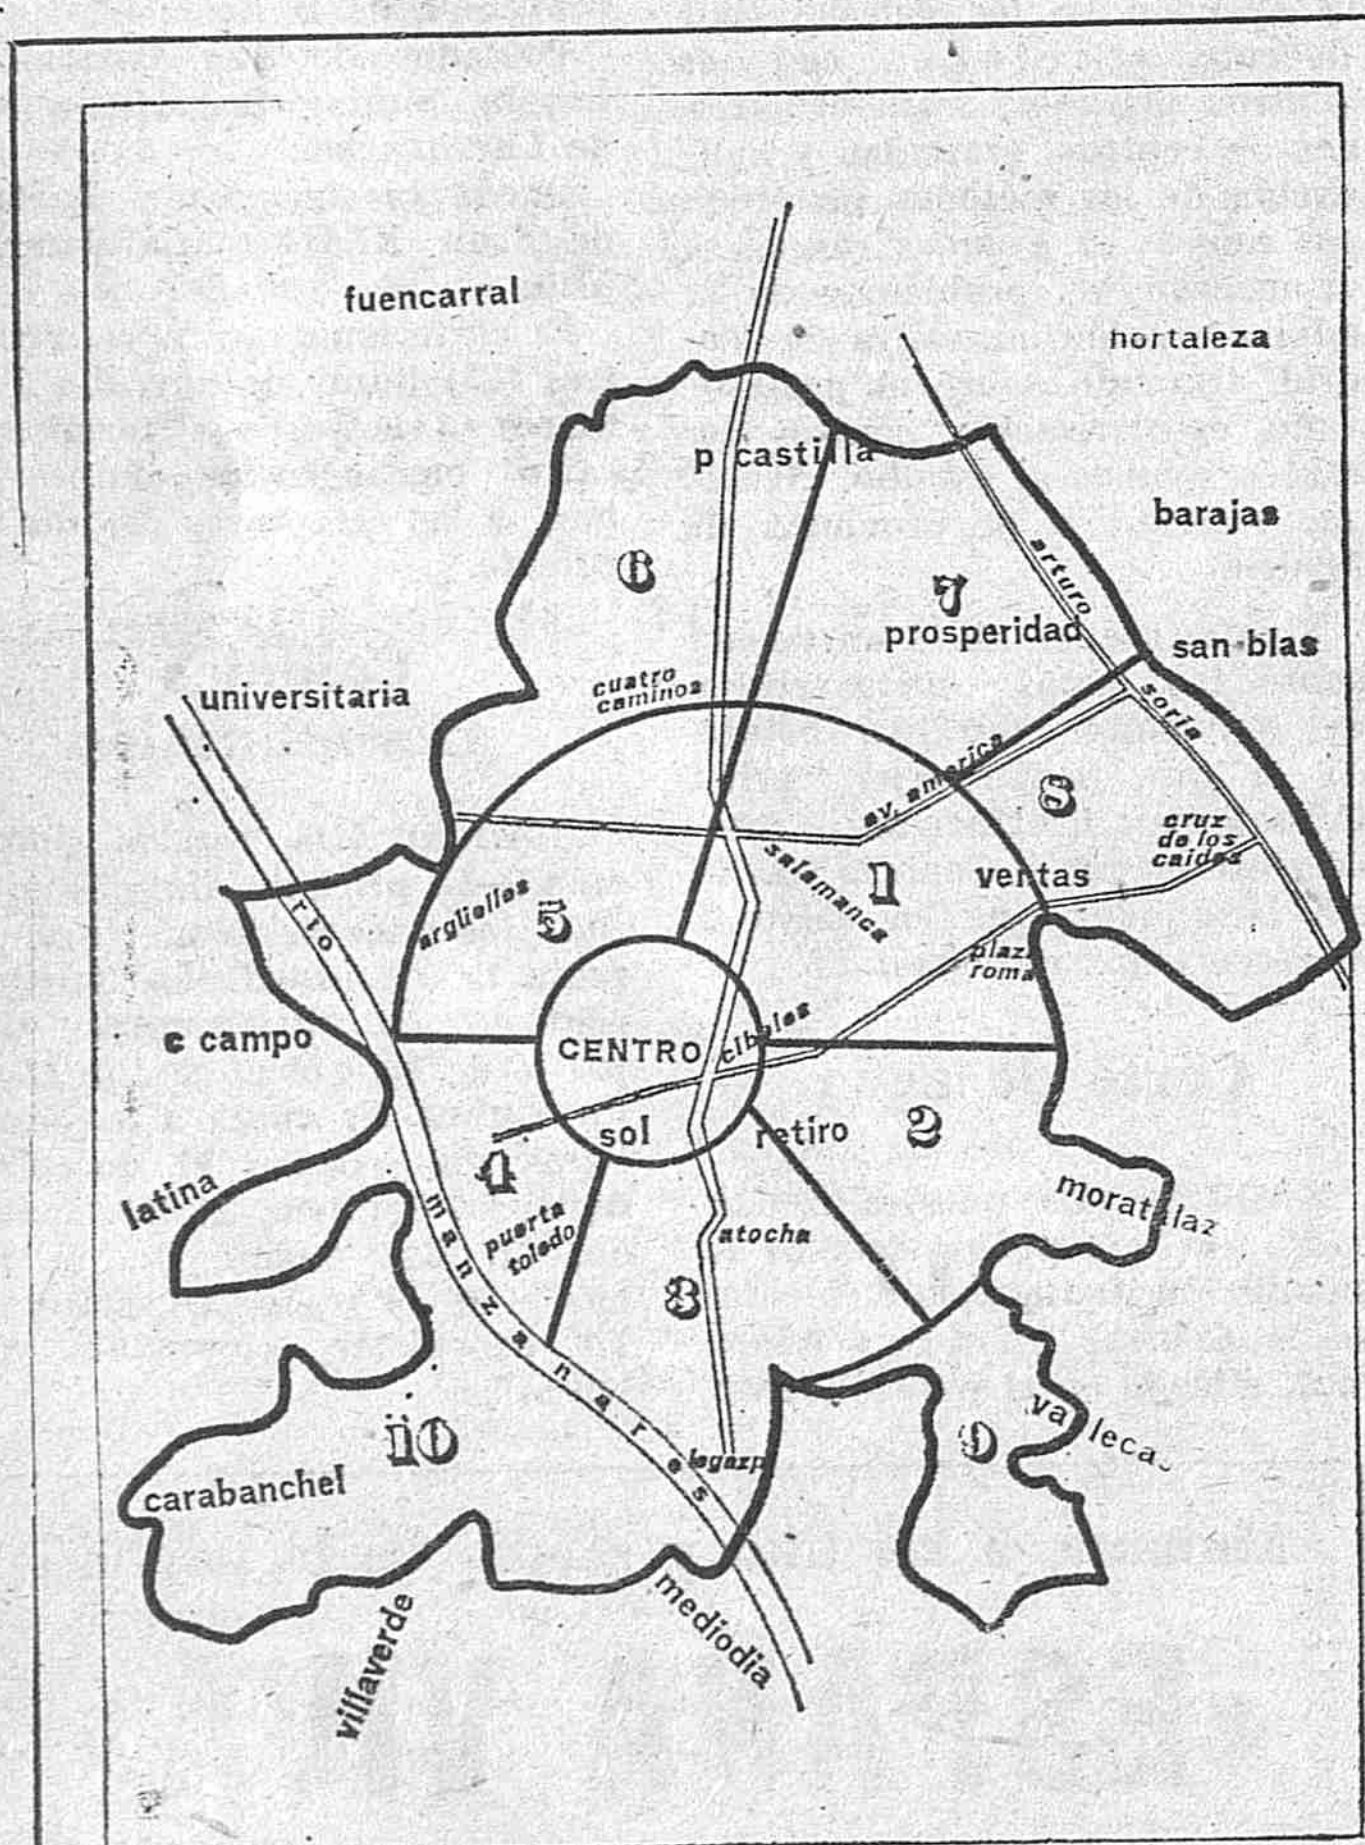 fuencarral
hortaleza
p castilla
barajas
6
arturo
7
prosperidad
san blas
cuatro
caminos
universitaria
soria
av. america
8
cruz
de los
caidos
salamanca
1
ventas
argüelles
5
rio
plaza
roma
c campo
CENTRO
cibeles
sol
retiro
2
4
latina
moratalaz
puerta
toledo
manzanares
atocha
3
10
vallecas
9
legazpi
carabanchel
villaverde
mediodia